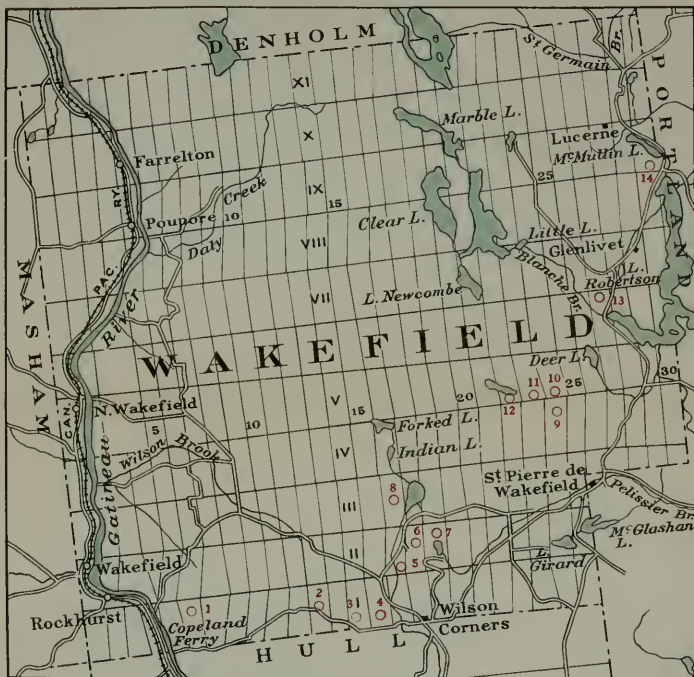 DENHOLM
St Germain Br.
PORTLAND
XI
X
Marble L.
Lucerne
McMullin L.
14
Farrelton
IX
15
25
Creek
RY.
Poupore
10
Daly
VIII
Clear L.
Little L.
Glenlivet
Blanche Br.
L. Robertson
13
PAC.
VII
L. Newcombe
MASHAM
River
WAKEFIELD
Deer L.
30
20
12
11
10
25
9
CAN.
N. Wakefield
5
10
V
15
Forked L.
Wilson Brook
IV
Indian L.
St. Pierre de
Wakefield
Pelissier Br.
Gatineau
III
8
McGlashan
L.
6
7
II
5
L.
Girard
Wakefield
Rockhurst
1
Copeland
Ferry
2
3
I
4
Wilson
Corners
HULL